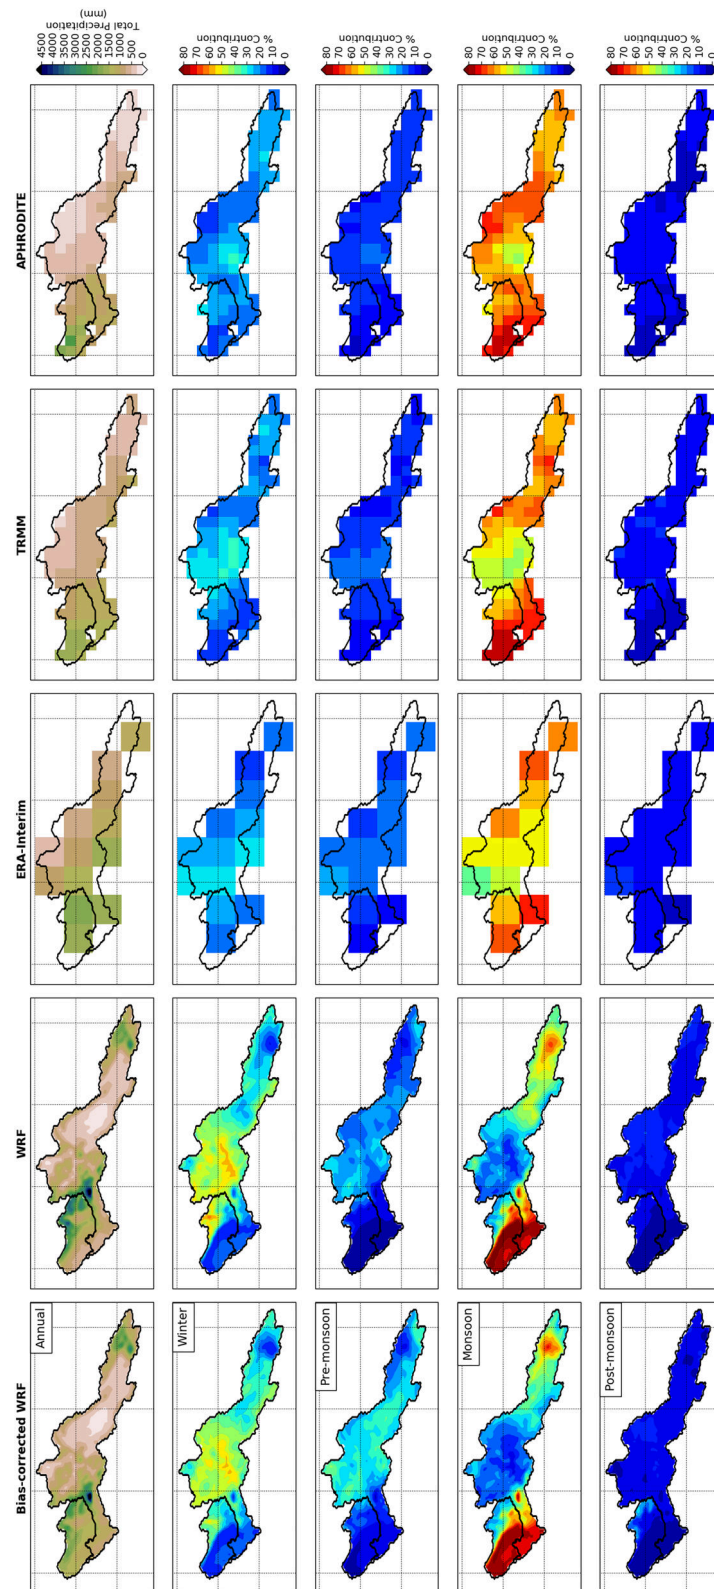 Bias-corrected WRF
WRF
ERA-Interim
TRMM
APHRODITE
Annual
4500
4000
3500
3000
2500
2000
1500
1000
500
0
Total Precipitation
(mm)
Winter
80
70
60
50
40
30
20
10
0
% Contribution
Pre-monsoon
80
70
60
50
40
30
20
10
0
% Contribution
Monsoon
80
70
60
50
40
30
20
10
0
% Contribution
Post-monsoon
80
70
60
50
40
30
20
10
0
% Contribution